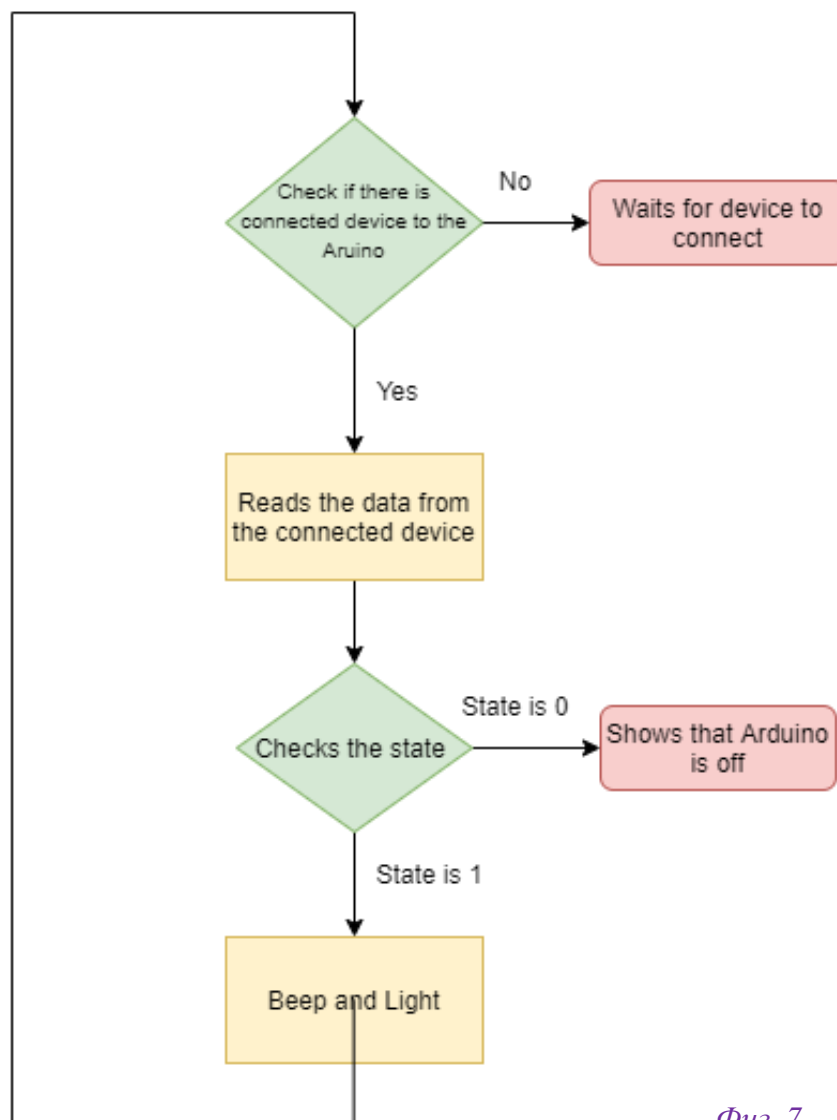 Check if there is
connected device to the
Aruino
No
Waits for device to
connect
Yes
Reads the data from
the connected device
Checks the state
State is 0
Shows that Arduino
is off
State is 1
Beep and Light
Фиг. 7